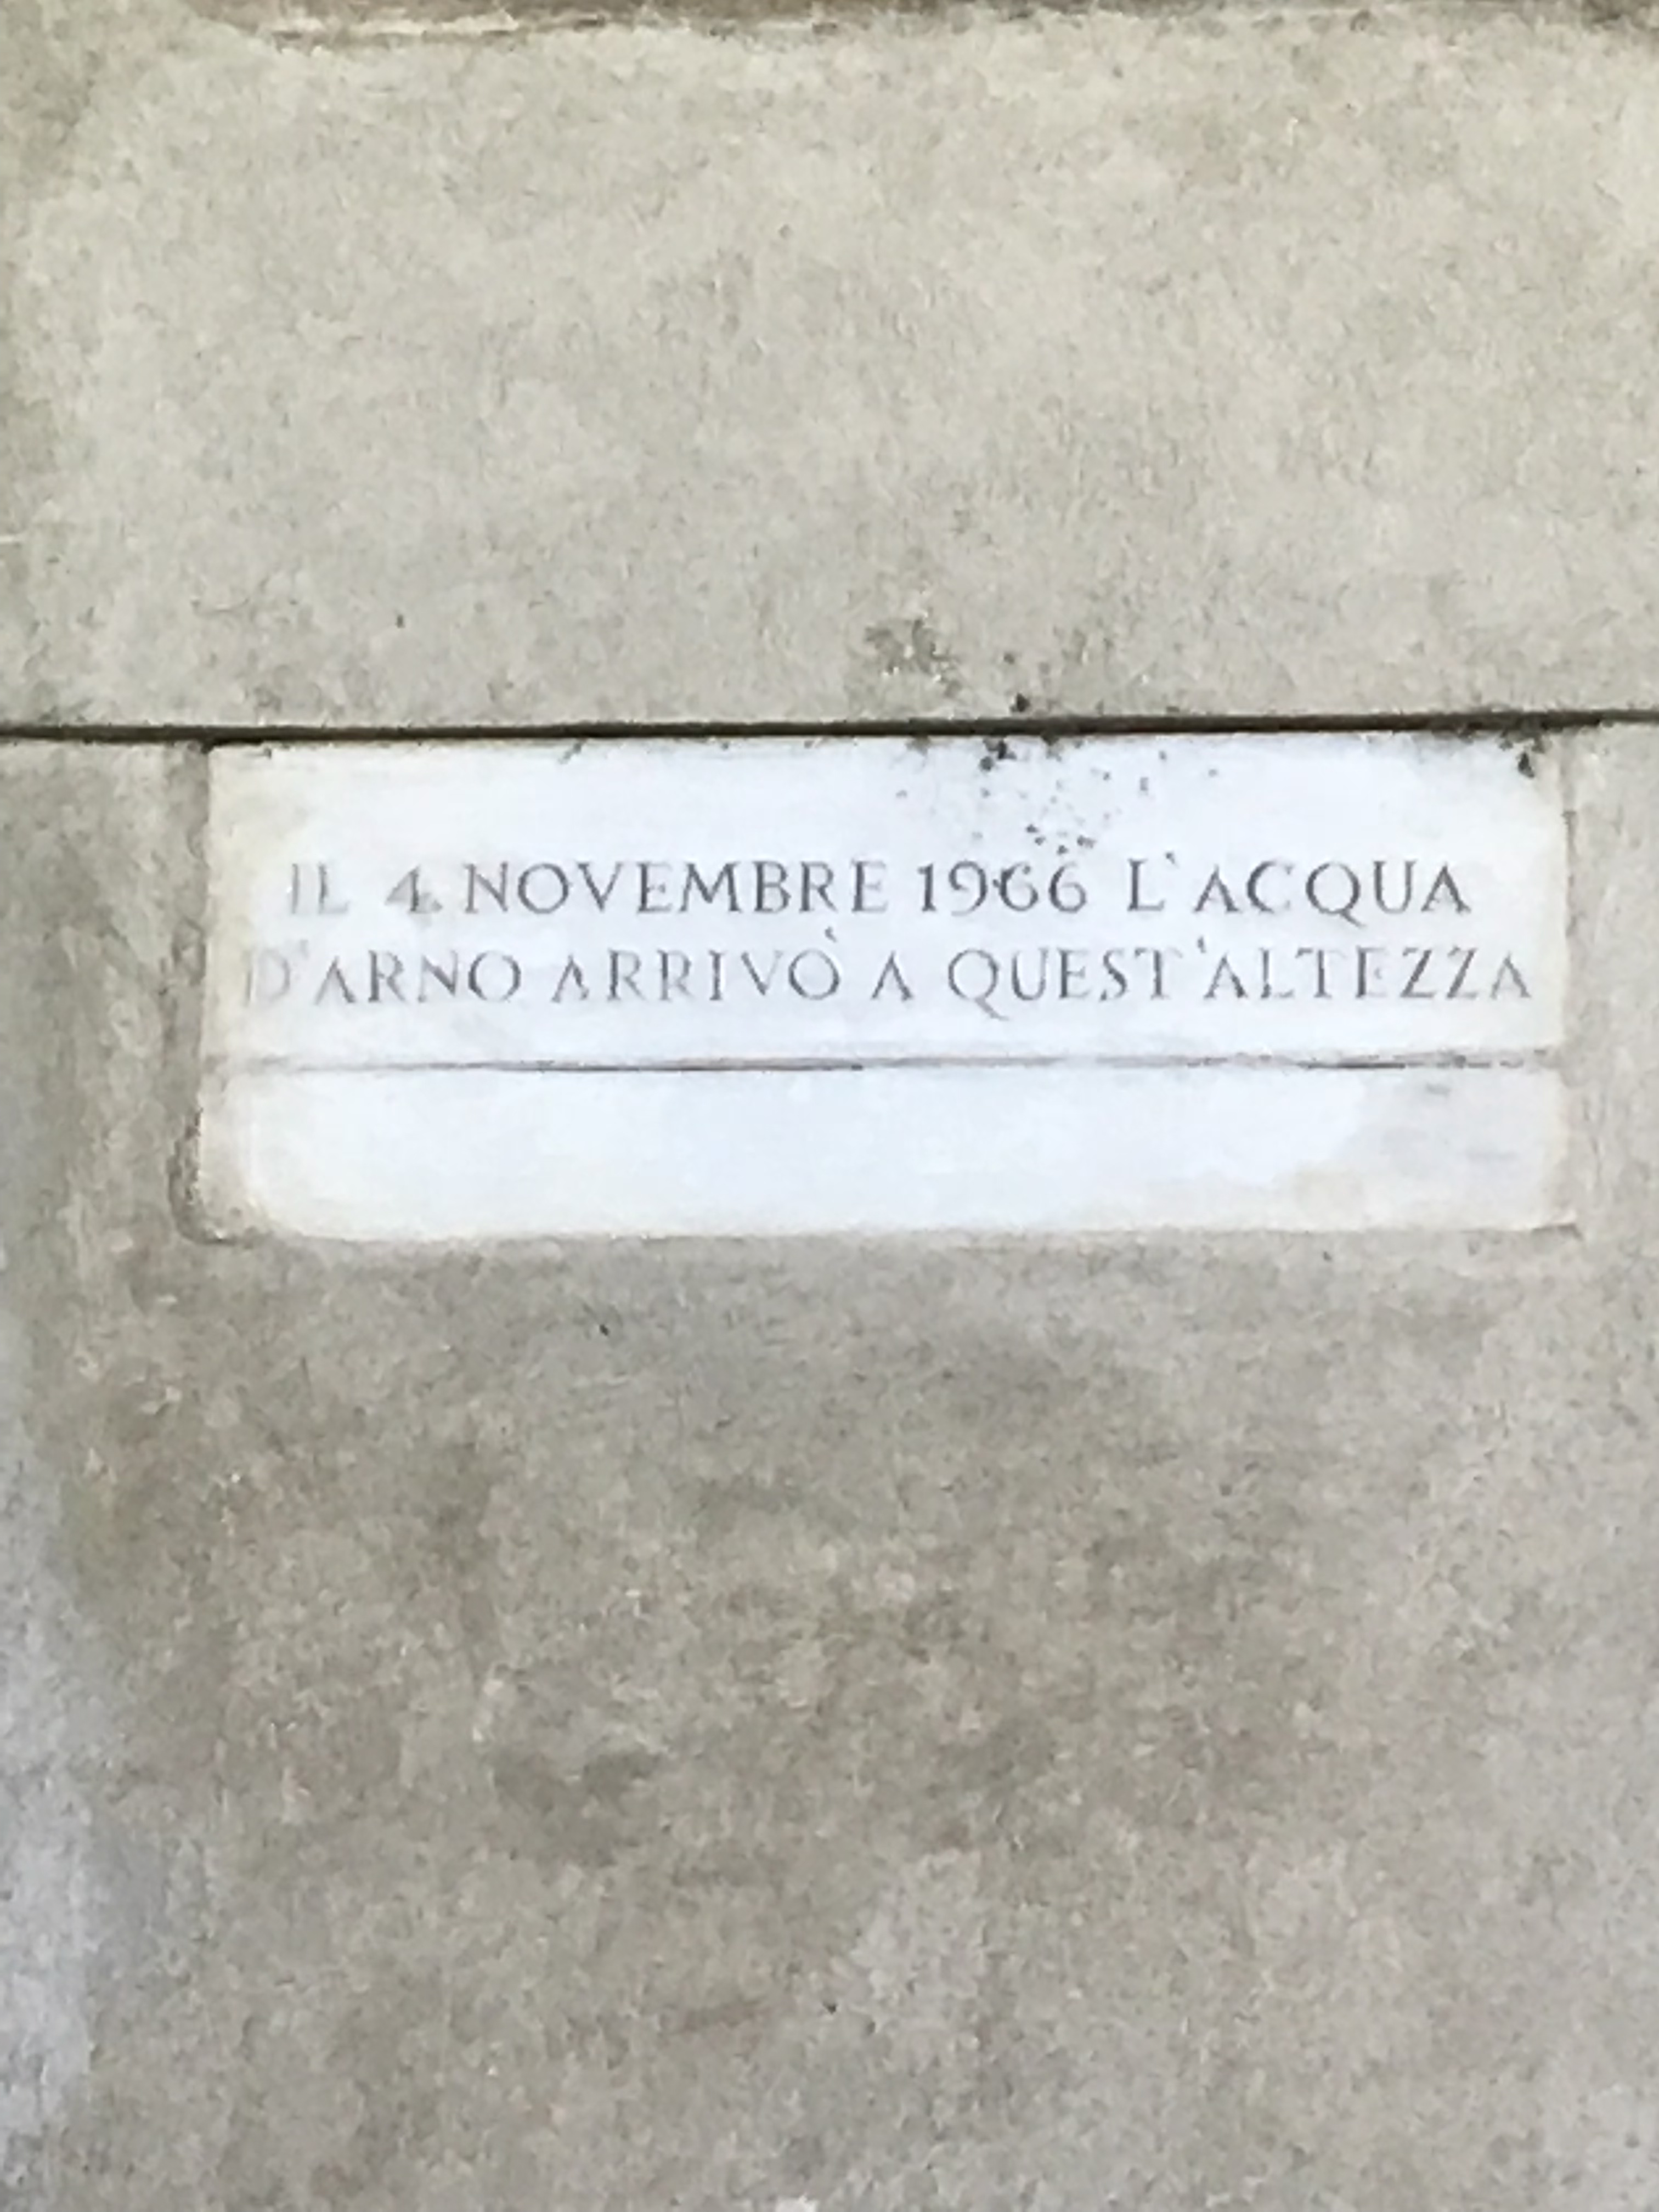 IL 4 NOVEMBRE 1966 L'ACQUA
D'ARNO ARRIVÒ A QUEST'ALTEZZA